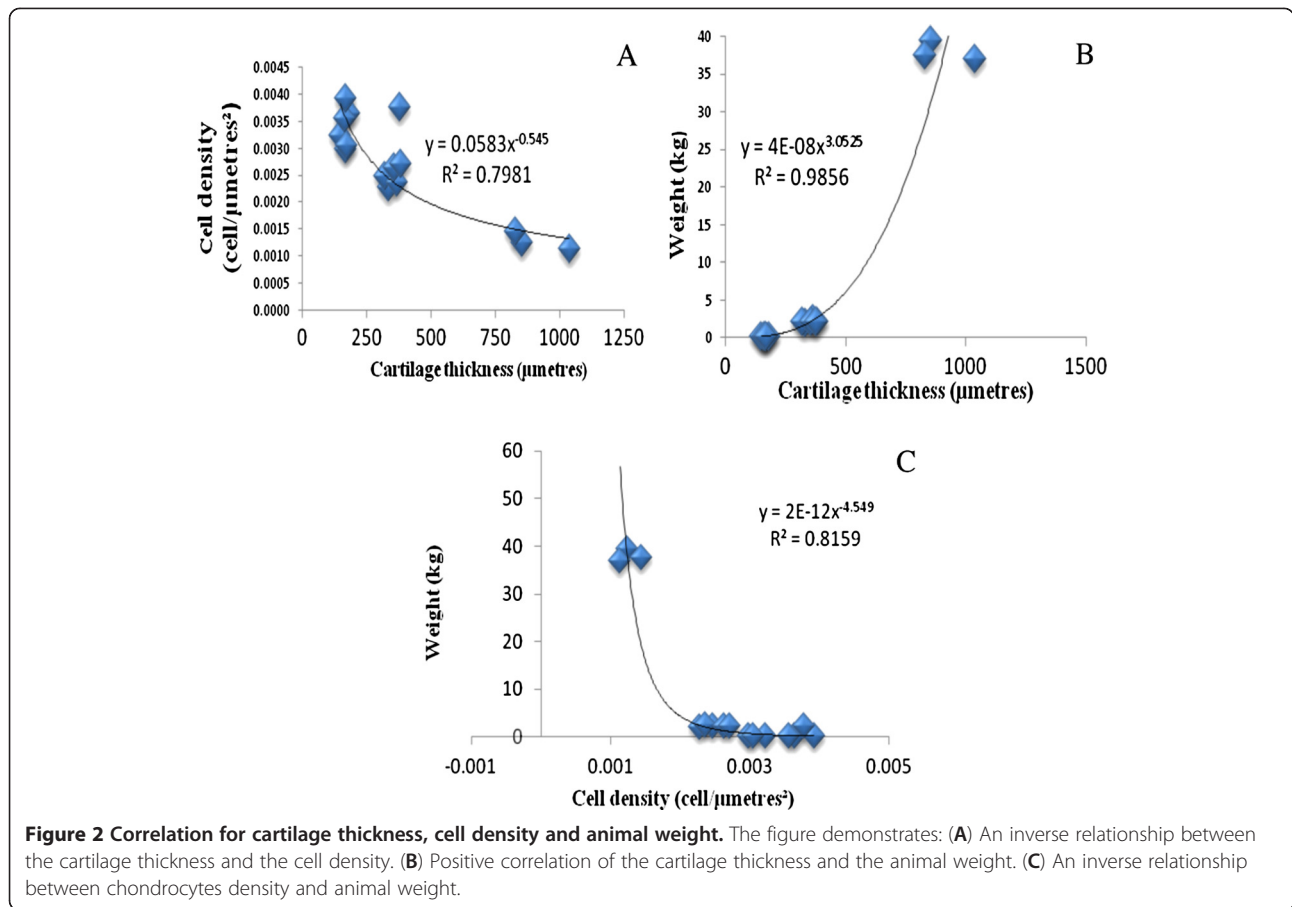 A
0.0045
0.0040
0.0035
0.0030
0.0025
0.0020
0.0015
0.0010
0.0005
0.0000
Cell density
(cell/µmetres²)
y = 0.0583x^-0.545
R² = 0.7981
0 250 500 750 1000 1250
Cartilage thickness (µmetres)
B
40
35
30
25
20
15
10
5
0
Weight (kg)
y = 4E-08x^3.0525
R² = 0.9856
0 500 1000 1500
Cartilage thickness (µmetres)
C
60
50
40
30
20
10
0
Weight (kg)
y = 2E-12x^-4.549
R² = 0.8159
-0.001 0.001 0.003 0.005
Cell density (cell/µmetres²)
Figure 2 Correlation for cartilage thickness, cell density and animal weight. The figure demonstrates: (A) An inverse relationship between
the cartilage thickness and the cell density. (B) Positive correlation of the cartilage thickness and the animal weight. (C) An inverse relationship
between chondrocytes density and animal weight.